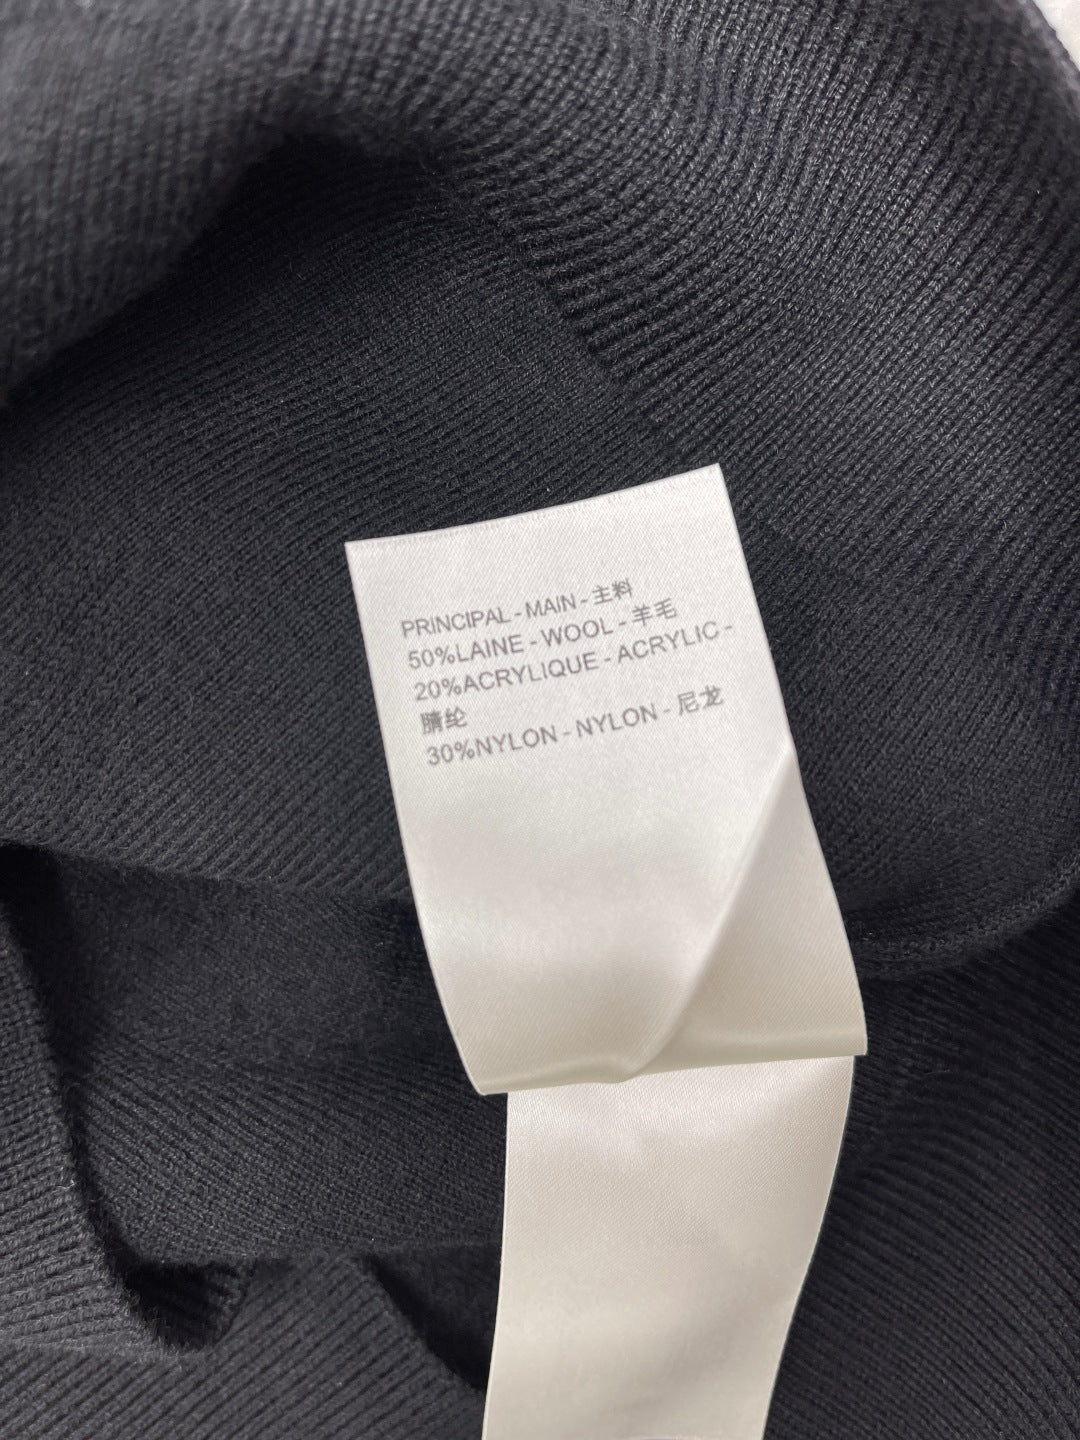 PRINCIPAL - MAIN - 主料
50%LAINE - WOOL - 羊毛
20%ACRYLIQUE - ACRYLIC -
腈纶
30%NYLON - NYLON - 尼龙